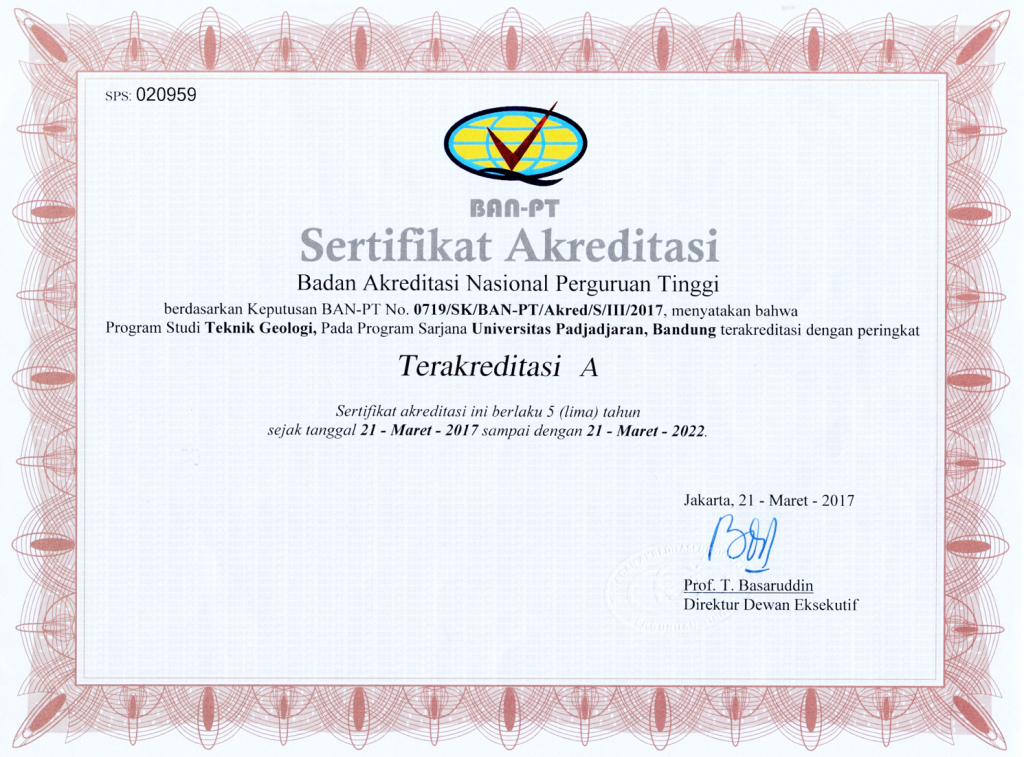 SPS: 020959
BAN-PT
Sertifikat Akreditasi
Badan Akreditasi Nasional Perguruan Tinggi
berdasarkan Keputusan BAN-PT No. 0719/SK/BAN-PT/Akred/S/III/2017, menyatakan bahwa
Program Studi Teknik Geologi, Pada Program Sarjana Universitas Padjadjaran, Bandung terakreditasi dengan peringkat
Terakreditasi A
Sertifikat akreditasi ini berlaku 5 (lima) tahun
sejak tanggal 21 - Maret - 2017 sampai dengan 21 - Maret - 2022.
Jakarta, 21 - Maret - 2017
Prof. T. Basaruddin
Direktur Dewan Eksekutif